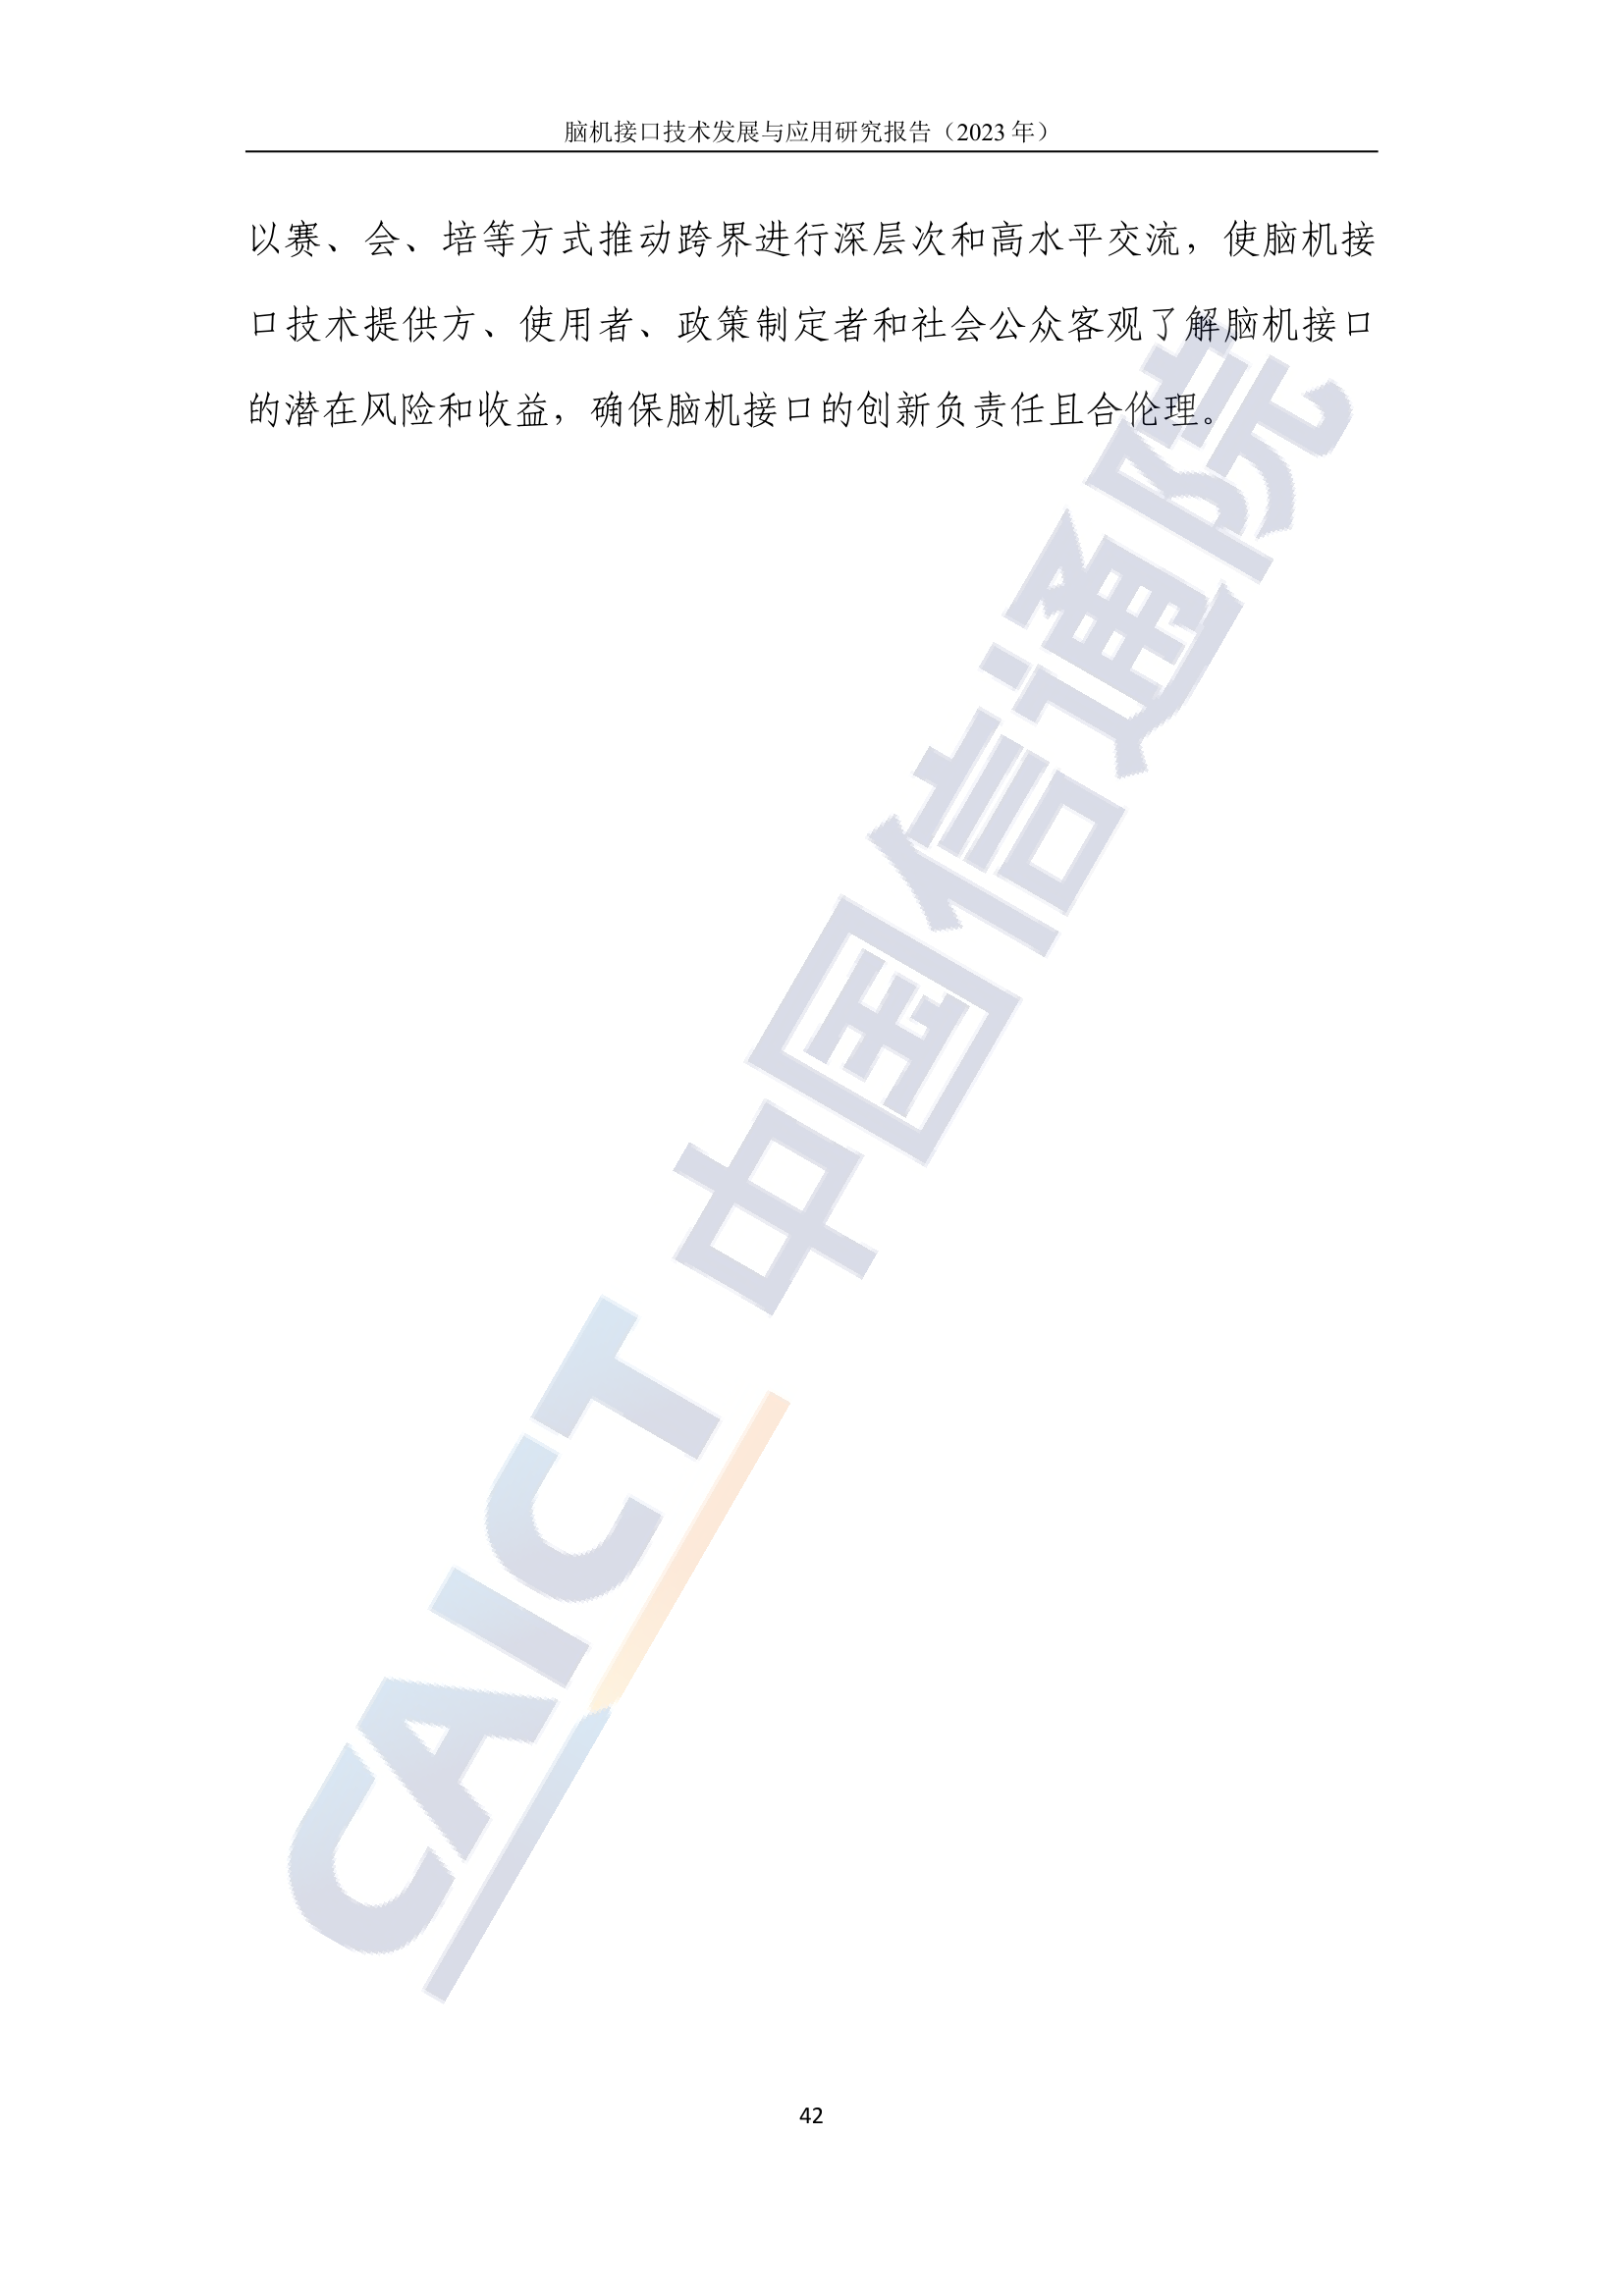 脑机接口技术发展与应用研究报告（2023 年）
以赛、会、培等方式推动跨界进行深层次和高水平交流，使脑机接
口技术提供方、使用者、政策制定者和社会公众客观了解脑机接口
的潜在风险和收益，确保脑机接口的创新负责任且合伦理。
CAICT 中国信通院
42